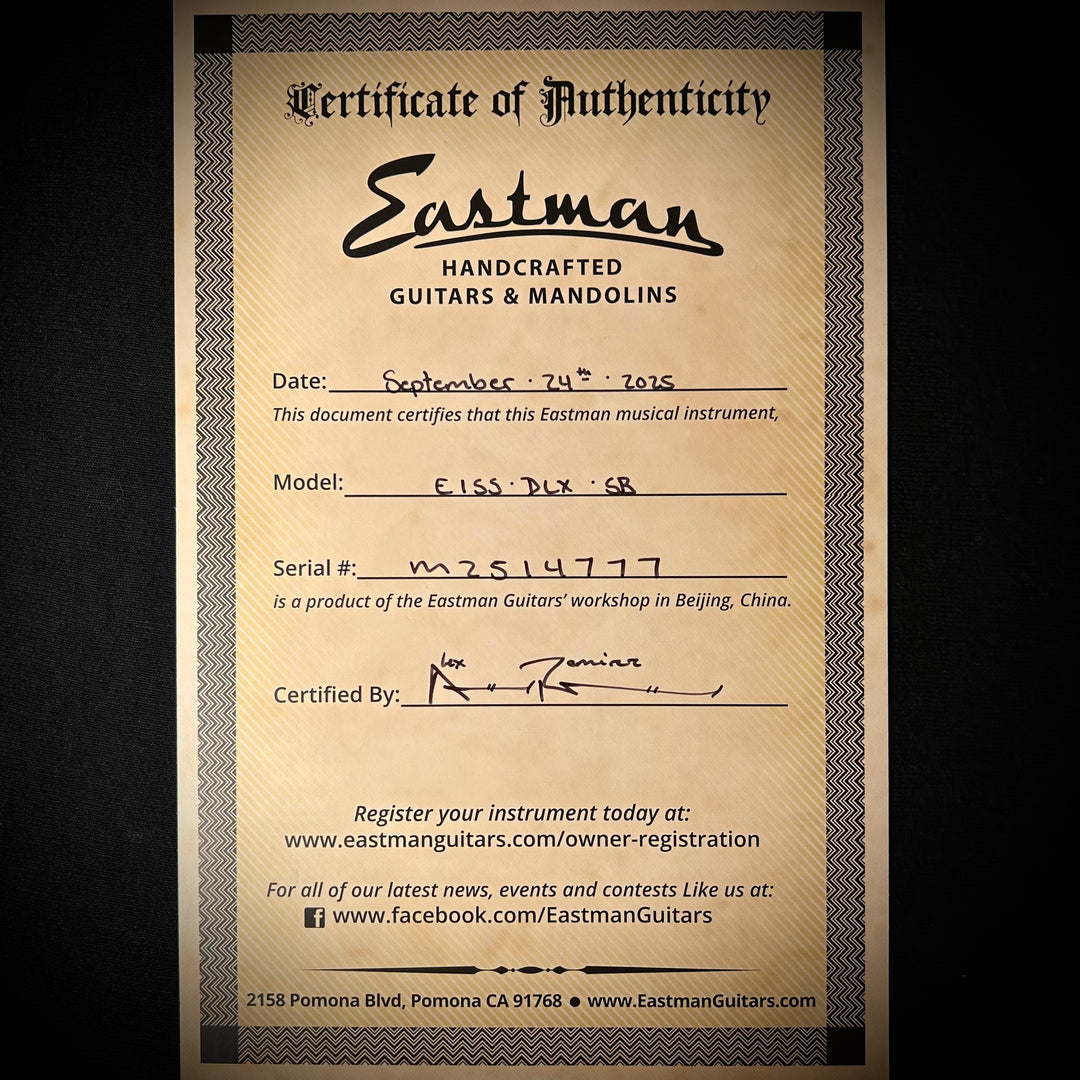 Certificate of Authenticity
Eastman
HANDCRAFTED
GUITARS & MANDOLINS
Date: September · 24th · 2025
This document certifies that this Eastman musical instrument,
Model: E1SS · DLX · SB
Serial #: M2514777
is a product of the Eastman Guitars' workshop in Beijing, China.
Certified By: Alex Ramirez
Register your instrument today at:
www.eastmanguitars.com/owner-registration
For all of our latest news, events and contests Like us at:
f www.facebook.com/EastmanGuitars
2158 Pomona Blvd, Pomona CA 91768 ● www.EastmanGuitars.com